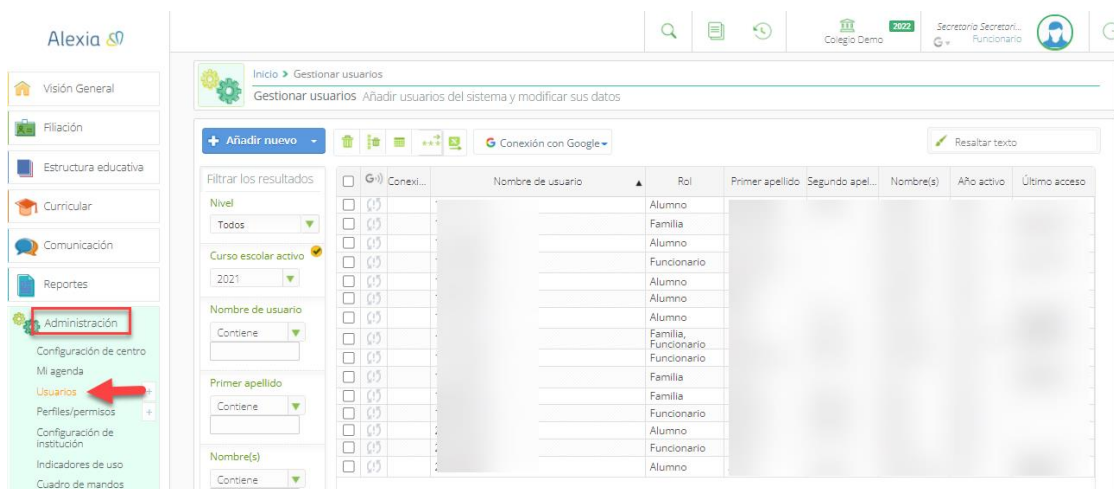 Alexia
Colegio Demo
2022
Secretaria Secretari...
Funcionario
Visión General
Filiación
Estructura educativa
Curricular
Comunicación
Reportes
Administración
Configuración de centro
Mi agenda
Usuarios
+
Perfiles/permisos
+
Configuración de
institución
Indicadores de uso
Cuadro de mandos
Inicio > Gestionar usuarios
Gestionar usuarios Añadir usuarios del sistema y modificar sus datos
+ Añadir nuevo
G Conexión con Google
Resaltar texto
Filtrar los resultados
Nivel
Todos
Curso escolar activo
2021
Nombre de usuario
Contiene
Primer apellido
Contiene
Nombre(s)
Contiene
G Conexi... Nombre de usuario Rol Primer apellido Segundo apel... Nombre(s) Año activo Último acceso
Alumno
Familia
Alumno
Funcionario
Alumno
Alumno
Alumno
Familia,
Funcionario
Funcionario
Familia
Familia
Funcionario
Alumno
Funcionario
Alumno